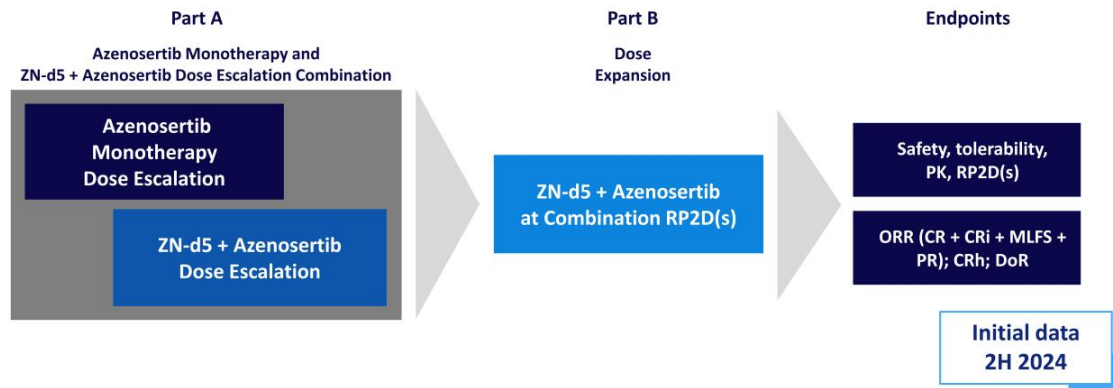 Part A
Azenosertib Monotherapy and
ZN-d5 + Azenosertib Dose Escalation Combination
Azenosertib
Monotherapy
Dose Escalation
ZN-d5 + Azenosertib
Dose Escalation
Part B
Dose
Expansion
ZN-d5 + Azenosertib
at Combination RP2D(s)
Endpoints
Safety, tolerability,
PK, RP2D(s)
ORR (CR + CRi + MLFS +
PR); CRh; DoR
Initial data
2H 2024